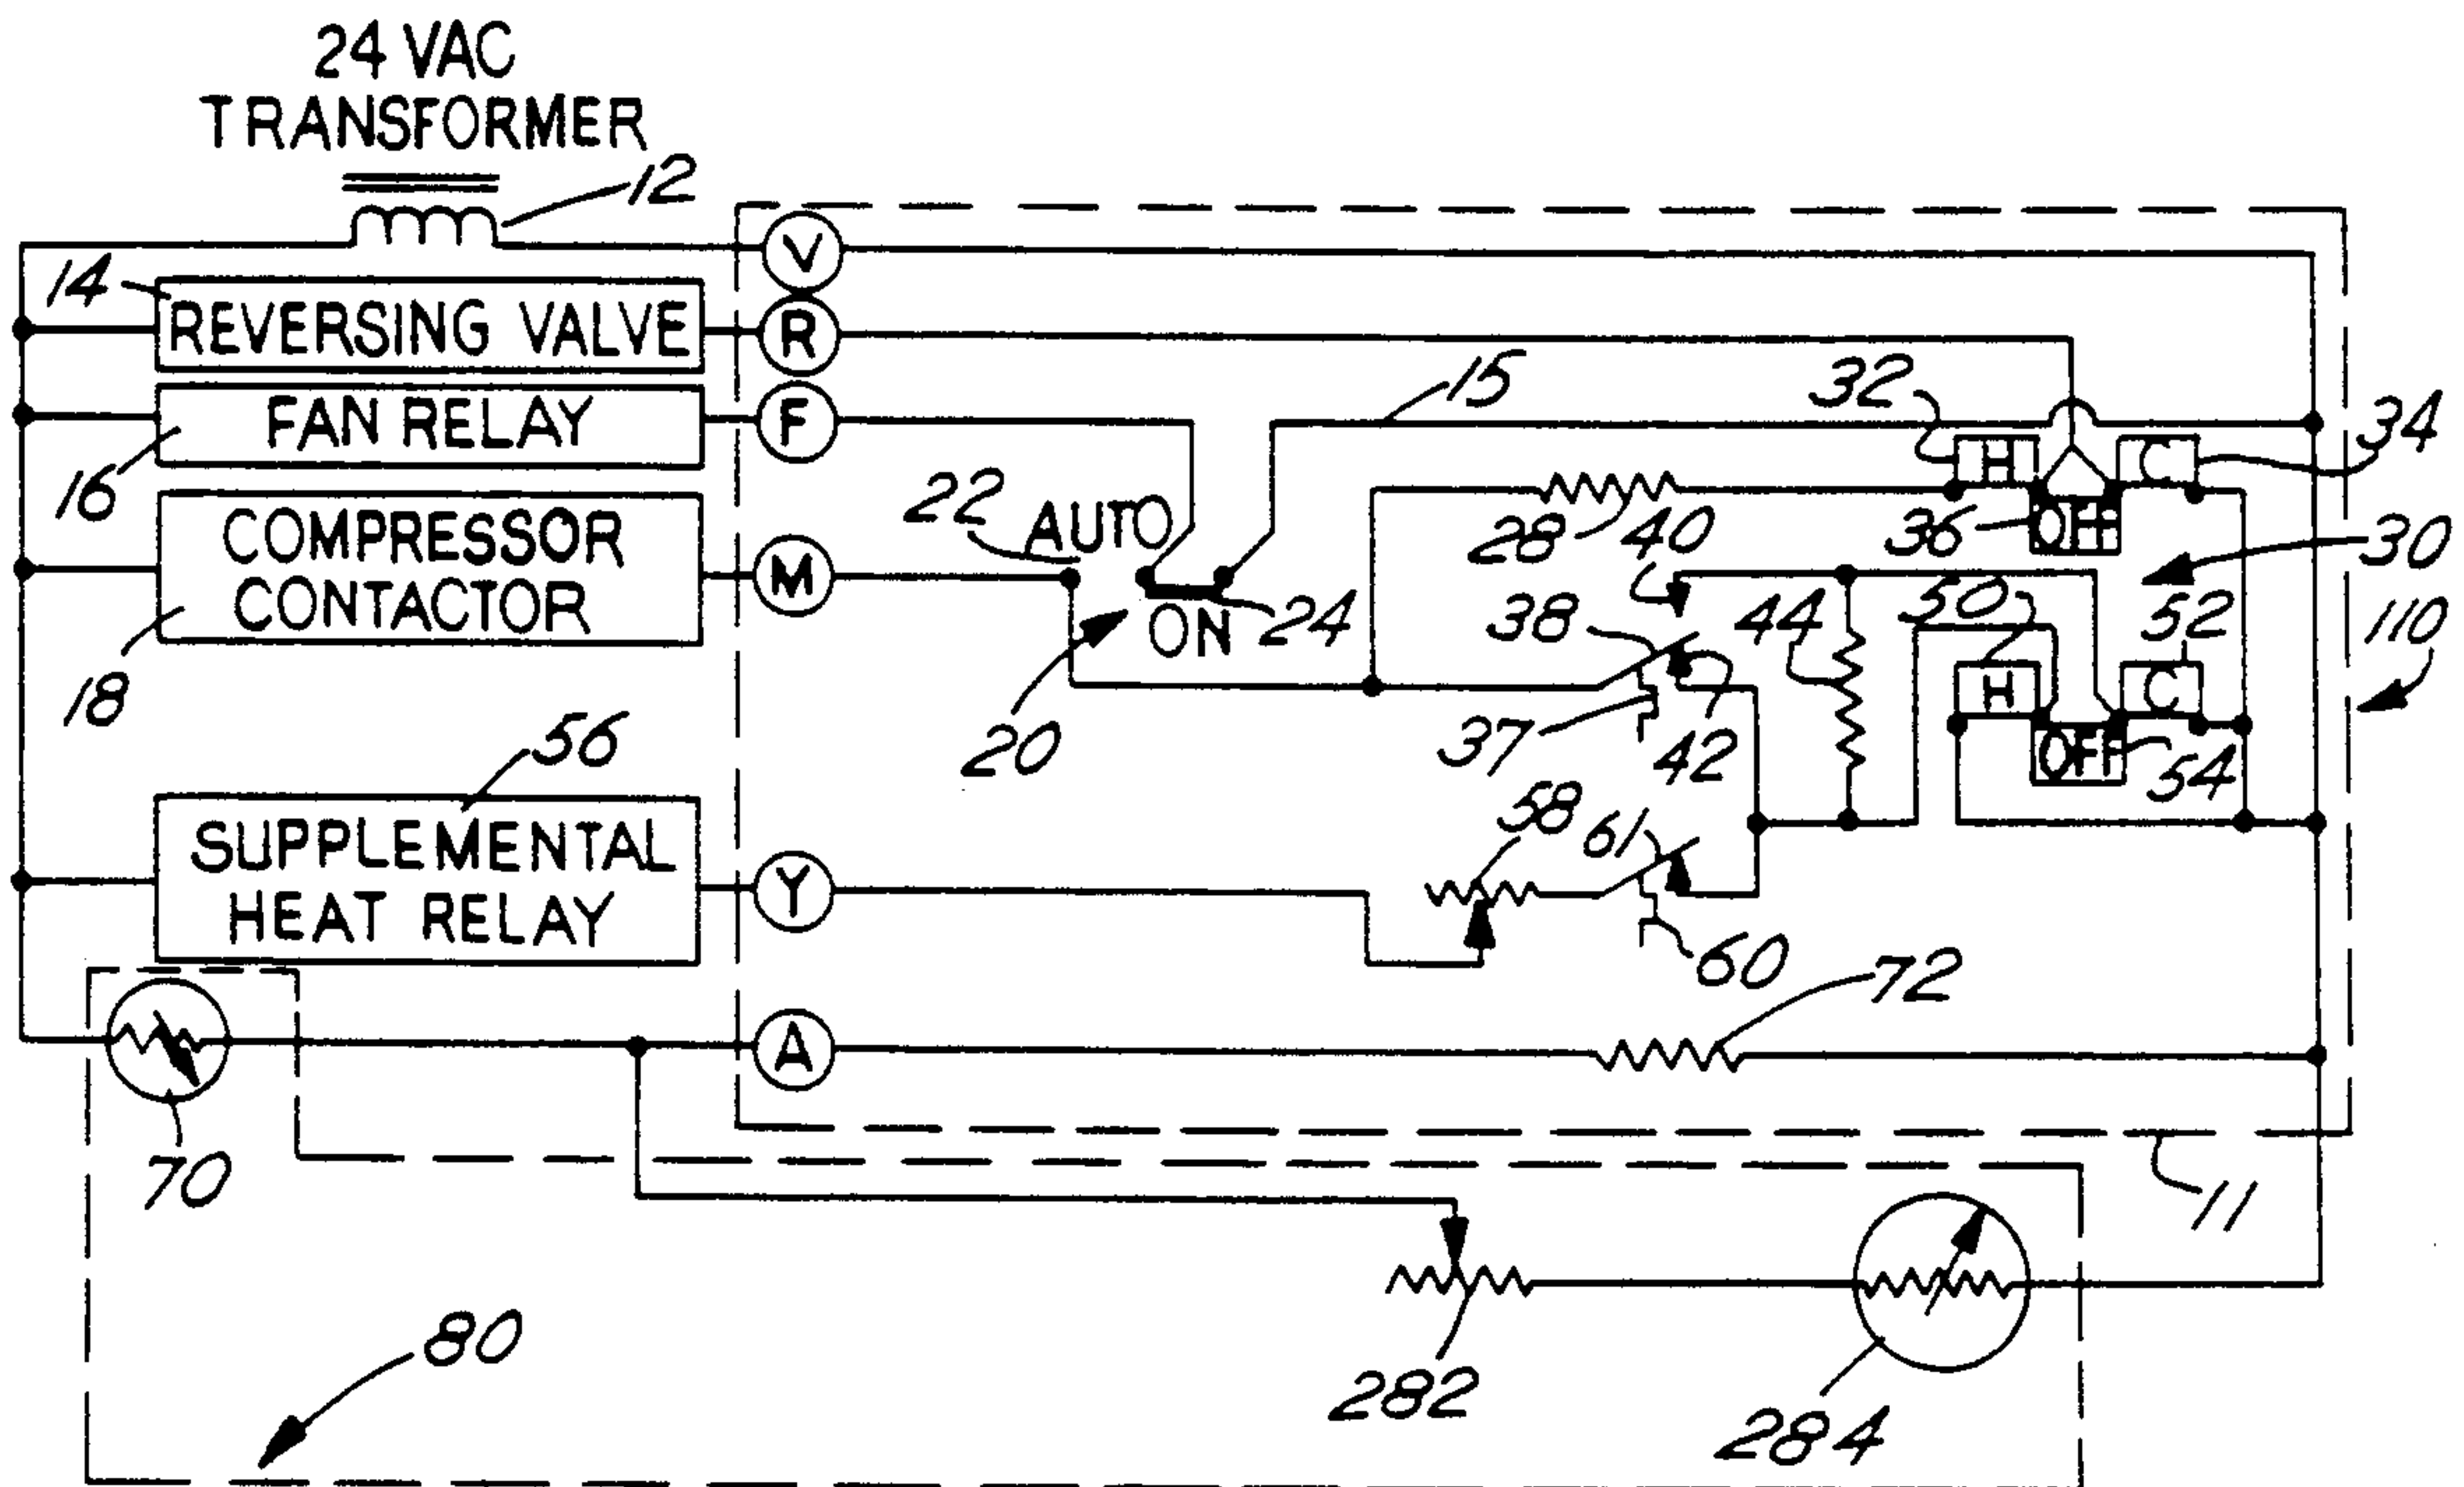 24 VAC
TRANSFORMER
12
V
14
REVERSING VALVE
R
15
32
34
FAN RELAY
F
H
C
16
22
AUTO
28
40
36
OFF
30
COMPRESSOR
CONTACTOR
M
ON
24
38
44
50
52
110
18
20
37
42
H
C
OFF
54
56
SUPPLEMENTAL
HEAT RELAY
58
61
Y
60
72
A
70
11
80
282
284